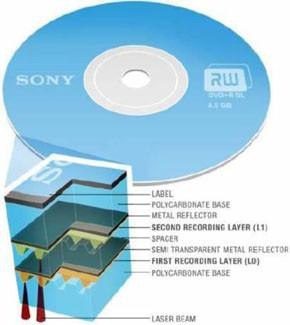 SONY
RW
DVD+R DL
8.5 GB
SO
LABEL
POLYCARBONATE BASE
METAL REFLECTOR
SECOND RECORDING LAYER (L1)
SPACER
SEMI TRANSPARENT METAL REFLECTOR
FIRST RECORDING LAYER (L0)
POLYCARBONATE BASE
LASER BEAM